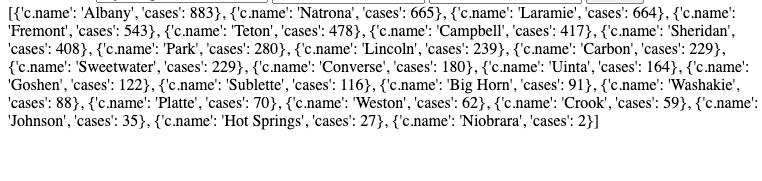 [{'c.name': 'Albany', 'cases': 883}, {'c.name': 'Natrona', 'cases': 665}, {'c.name': 'Laramie', 'cases': 664}, {'c.name':
'Fremont', 'cases': 543}, {'c.name': 'Teton', 'cases': 478}, {'c.name': 'Campbell', 'cases': 417}, {'c.name': 'Sheridan',
'cases': 408}, {'c.name': 'Park', 'cases': 280}, {'c.name': 'Lincoln', 'cases': 239}, {'c.name': 'Carbon', 'cases': 229},
{'c.name': 'Sweetwater', 'cases': 229}, {'c.name': 'Converse', 'cases': 180}, {'c.name': 'Uinta', 'cases': 164}, {'c.name':
'Goshen', 'cases': 122}, {'c.name': 'Sublette', 'cases': 116}, {'c.name': 'Big Horn', 'cases': 91}, {'c.name': 'Washakie',
'cases': 88}, {'c.name': 'Platte', 'cases': 70}, {'c.name': 'Weston', 'cases': 62}, {'c.name': 'Crook', 'cases': 59}, {'c.name':
'Johnson', 'cases': 35}, {'c.name': 'Hot Springs', 'cases': 27}, {'c.name': 'Niobrara', 'cases': 2}]